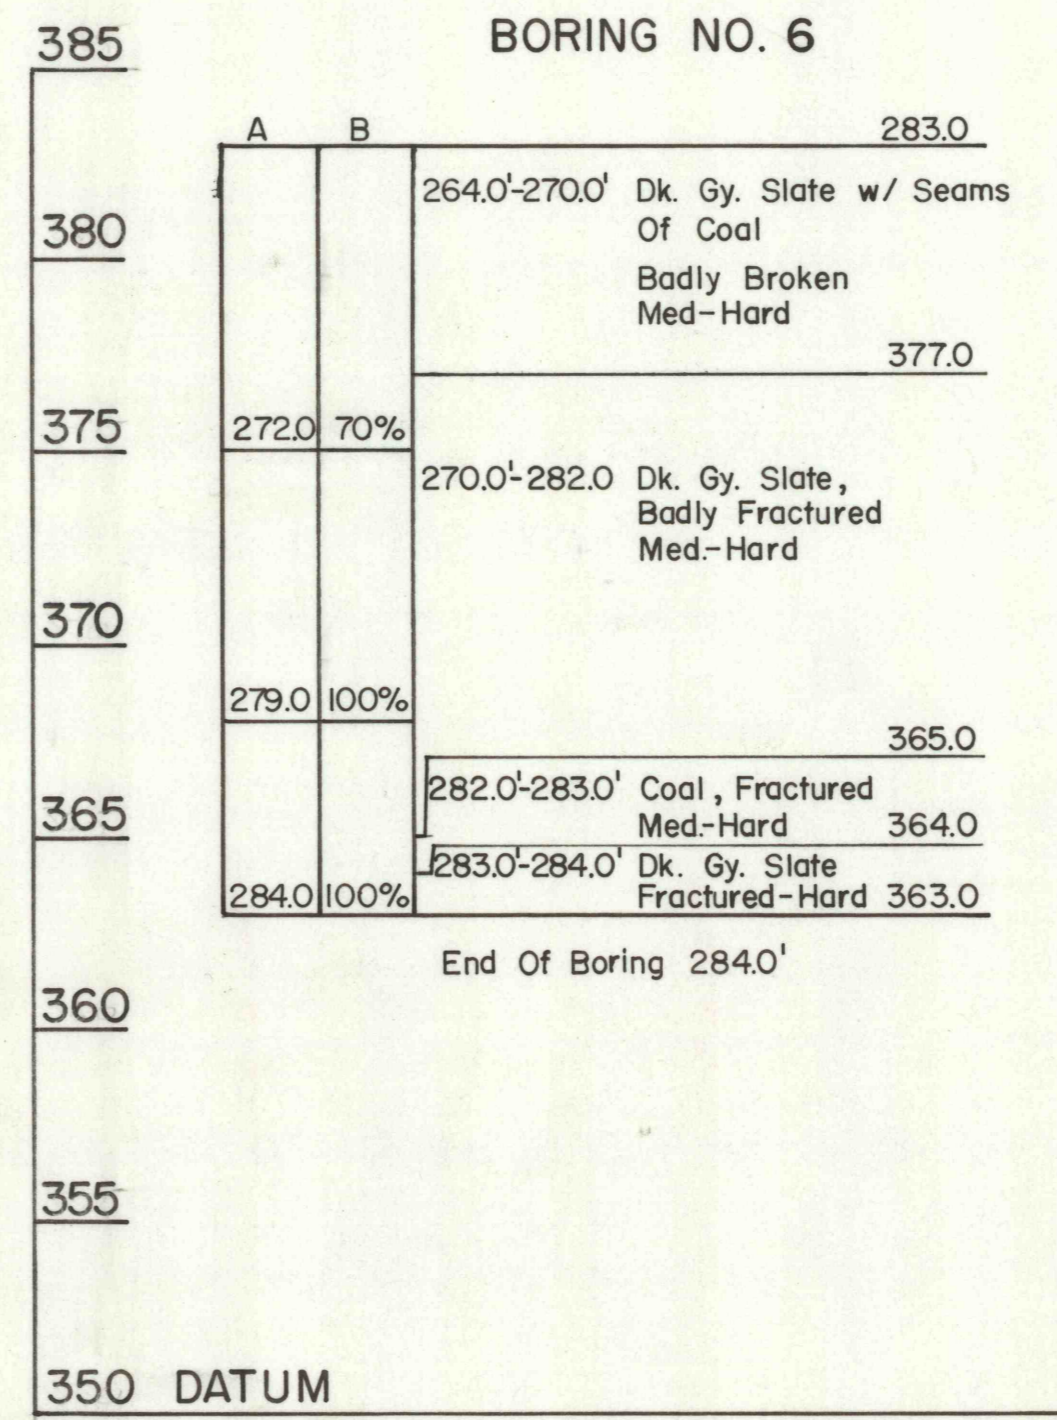 BORING NO. 6
385
A B 283.0
264.0'-270.0' Dk. Gy. Slate w/ Seams
Of Coal
380
Badly Broken
Med-Hard
377.0
375
272.0 70%
270.0'-282.0 Dk. Gy. Slate,
Badly Fractured
Med.-Hard
370
279.0 100%
365.0
282.0'-283.0' Coal, Fractured
365
Med.-Hard 364.0
283.0'-284.0' Dk. Gy. Slate
284.0 100% Fractured-Hard 363.0
End Of Boring 284.0'
360
355
350 DATUM